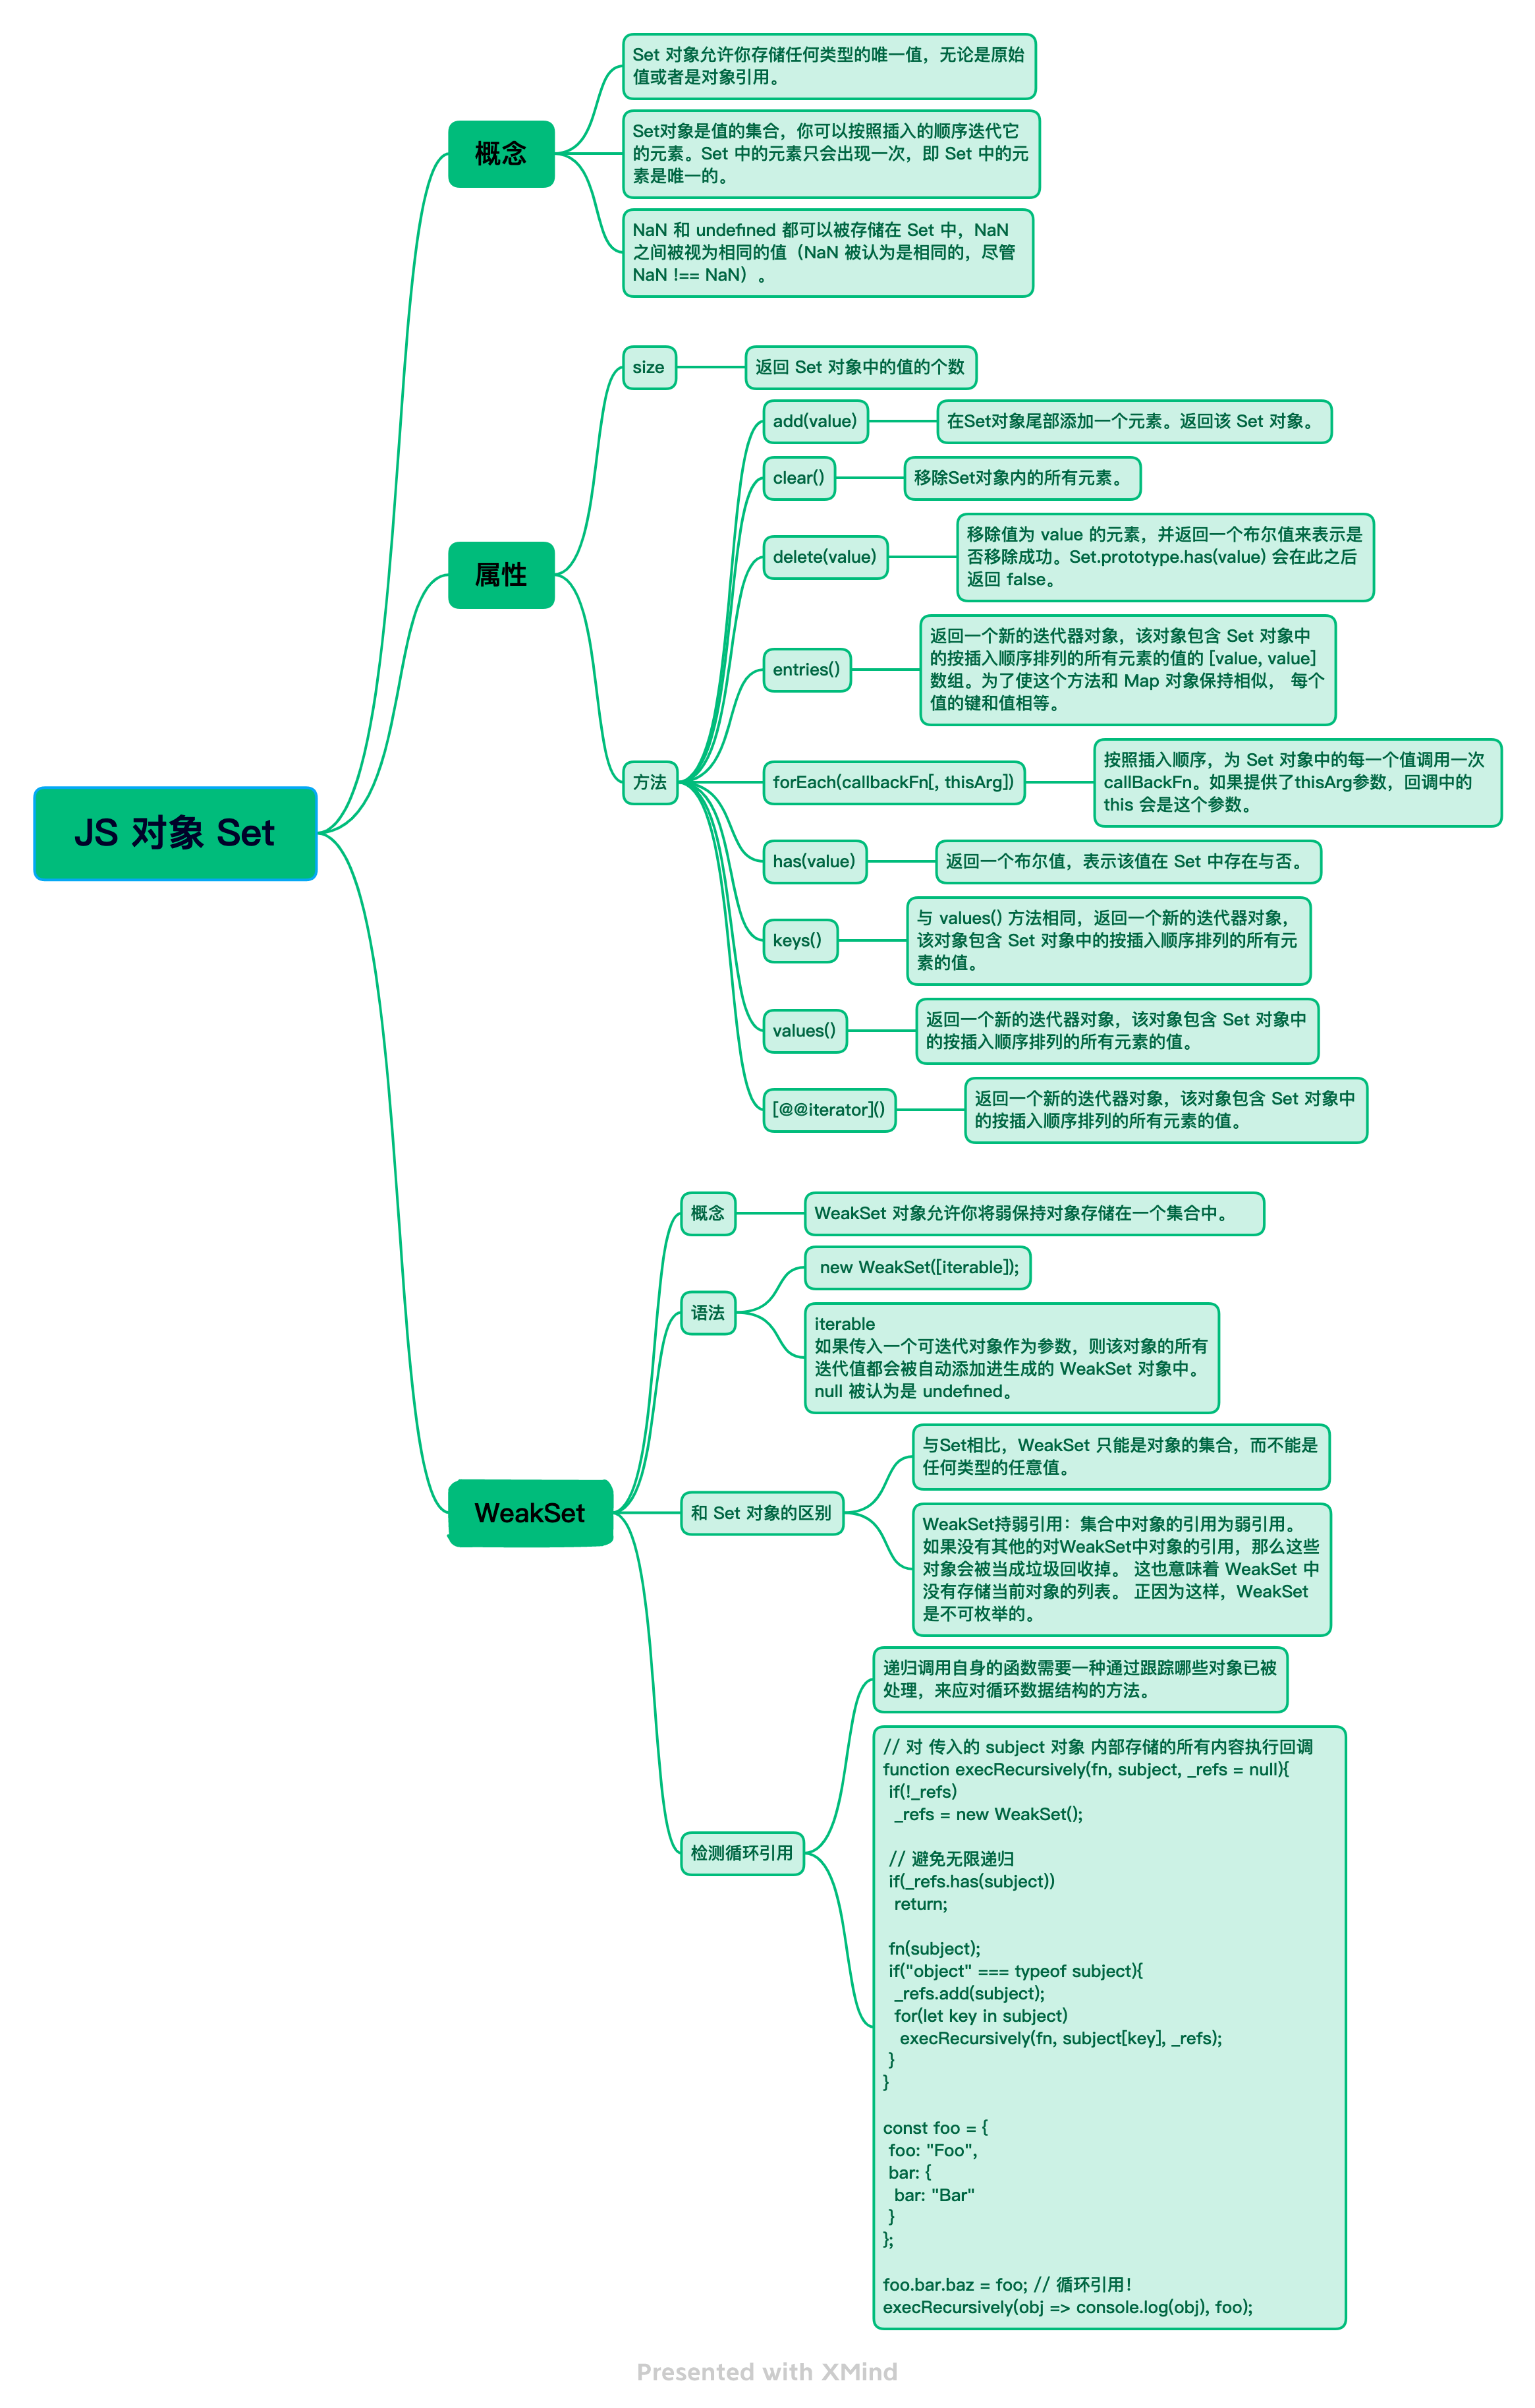 JS 对象 Set
概念
Set 对象允许你存储任何类型的唯一值，无论是原始
值或者是对象引用。
Set对象是值的集合，你可以按照插入的顺序迭代它
的元素。Set 中的元素只会出现一次，即 Set 中的元
素是唯一的。
NaN 和 undefined 都可以被存储在 Set 中，NaN
之间被视为相同的值（NaN 被认为是相同的，尽管
NaN !== NaN）。
属性
size
返回 Set 对象中的值的个数
方法
add(value)
在Set对象尾部添加一个元素。返回该 Set 对象。
clear()
移除Set对象内的所有元素。
delete(value)
移除值为 value 的元素，并返回一个布尔值来表示是
否移除成功。Set.prototype.has(value) 会在此之后
返回 false。
entries()
返回一个新的迭代器对象，该对象包含 Set 对象中
的按插入顺序排列的所有元素的值的 [value, value]
数组。为了使这个方法和 Map 对象保持相似， 每个
值的键和值相等。
forEach(callbackFn[, thisArg])
按照插入顺序，为 Set 对象中的每一个值调用一次
callBackFn。如果提供了thisArg参数，回调中的
this 会是这个参数。
has(value)
返回一个布尔值，表示该值在 Set 中存在与否。
keys()
与 values() 方法相同，返回一个新的迭代器对象，
该对象包含 Set 对象中的按插入顺序排列的所有元
素的值。
values()
返回一个新的迭代器对象，该对象包含 Set 对象中
的按插入顺序排列的所有元素的值。
[@@iterator]()
返回一个新的迭代器对象，该对象包含 Set 对象中
的按插入顺序排列的所有元素的值。
WeakSet
概念
WeakSet 对象允许你将弱保持对象存储在一个集合中。
语法
new WeakSet([iterable]);
iterable
如果传入一个可迭代对象作为参数，则该对象的所有
迭代值都会被自动添加进生成的 WeakSet 对象中。
null 被认为是 undefined。
和 Set 对象的区别
与Set相比，WeakSet 只能是对象的集合，而不能是
任何类型的任意值。
WeakSet持弱引用：集合中对象的引用为弱引用。
如果没有其他的对WeakSet中对象的引用，那么这些
对象会被当成垃圾回收掉。 这也意味着 WeakSet 中
没有存储当前对象的列表。 正因为这样，WeakSet
是不可枚举的。
检测循环引用
递归调用自身的函数需要一种通过跟踪哪些对象已被
处理，来应对循环数据结构的方法。
// 对 传入的 subject 对象 内部存储的所有内容执行回调
function execRecursively(fn, subject, _refs = null){
if(!_refs)
_refs = new WeakSet();
// 避免无限递归
if(_refs.has(subject))
return;
fn(subject);
if("object" === typeof subject){
_refs.add(subject);
for(let key in subject)
execRecursively(fn, subject[key], _refs);
}
}
const foo = {
foo: "Foo",
bar: {
bar: "Bar"
}
};
foo.bar.baz = foo; // 循环引用！
execRecursively(obj => console.log(obj), foo);
Presented with XMind